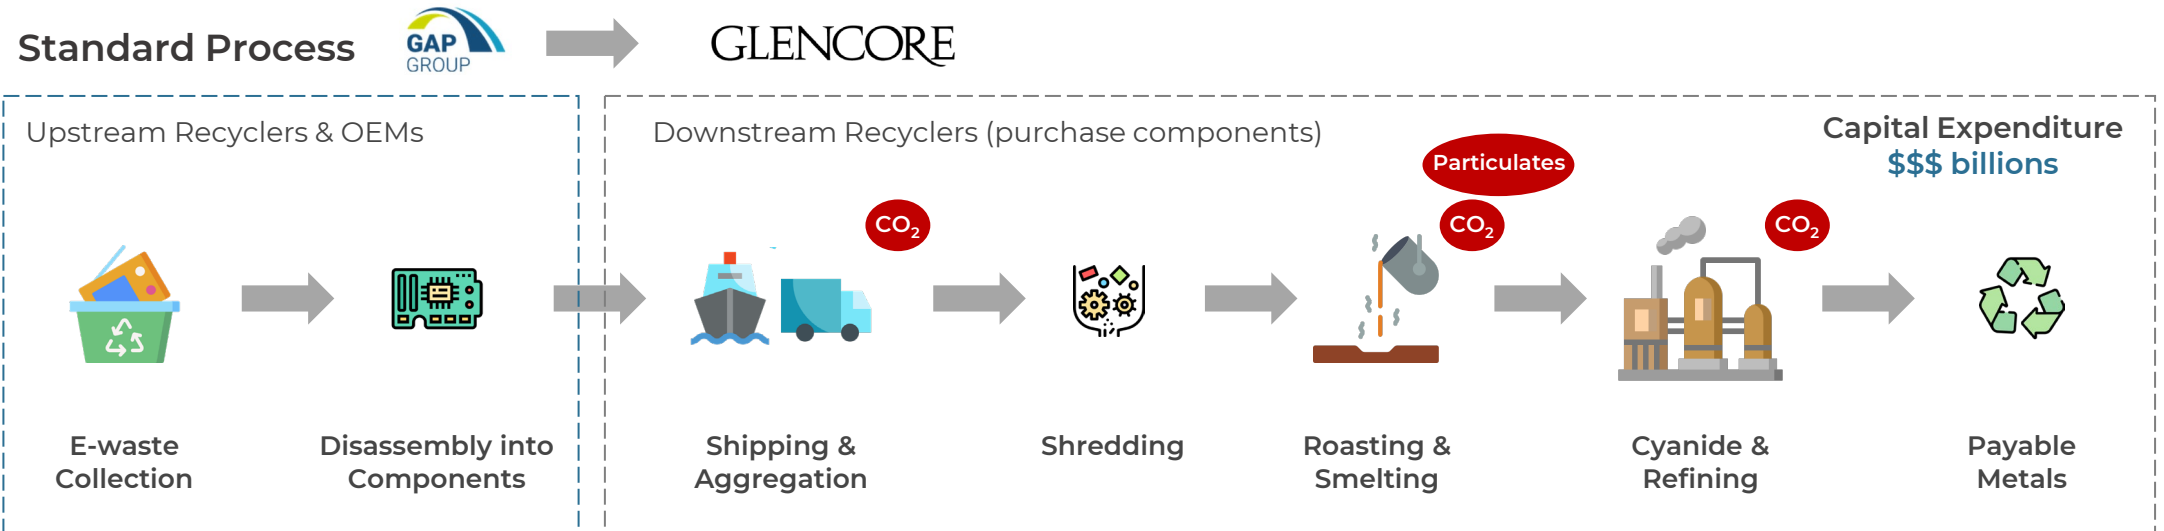 Standard Process
GAP
GROUP
GLENCORE
Upstream Recyclers & OEMs
Downstream Recyclers (purchase components)
Capital Expenditure
$$$ billions
Particulates
CO₂
CO₂
CO₂
E-waste
Collection
Disassembly into
Components
Shipping &
Aggregation
Shredding
Roasting &
Smelting
Cyanide &
Refining
Payable
Metals